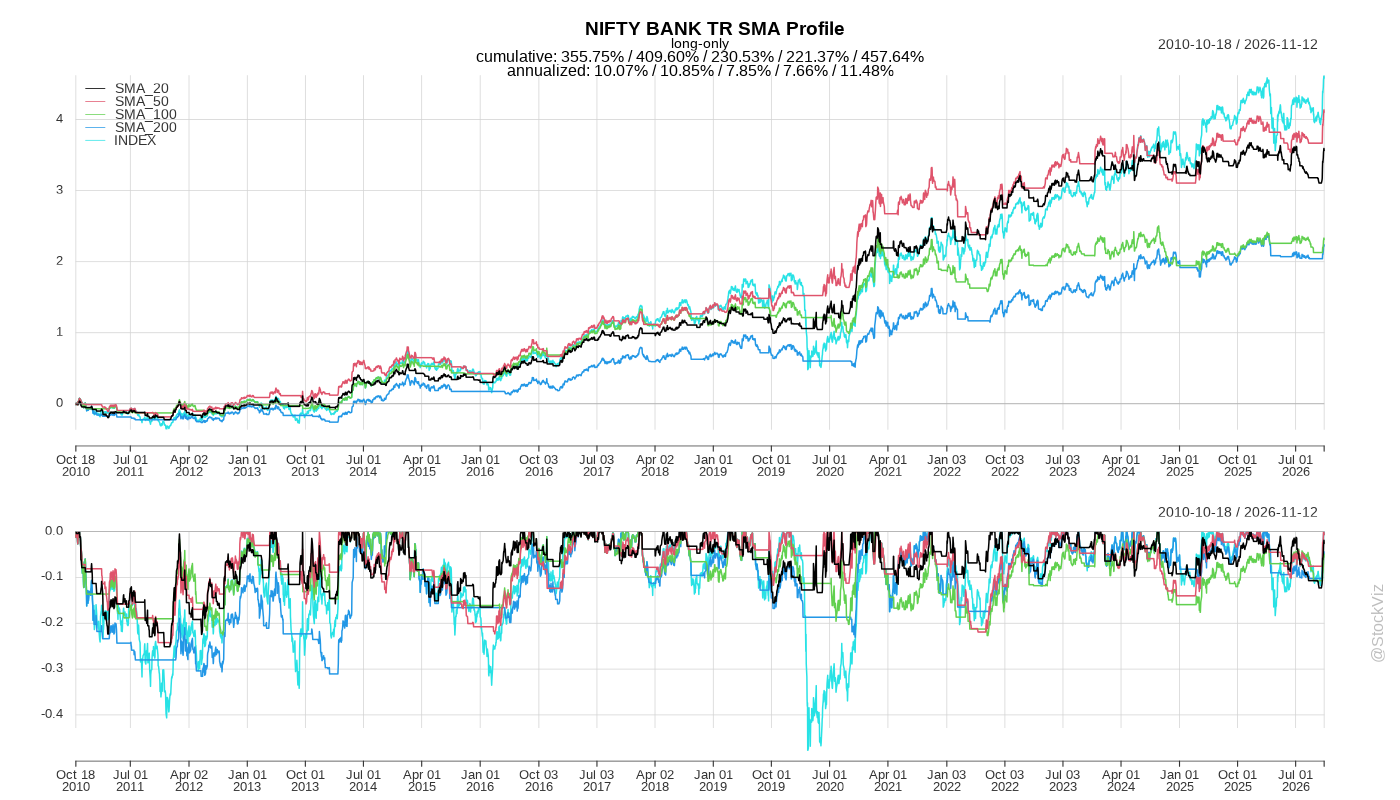 NIFTY BANK TR SMA Profile
long-only
2010-10-18 / 2026-11-12
cumulative: 355.75% / 409.60% / 230.53% / 221.37% / 457.64%
annualized: 10.07% / 10.85% / 7.85% / 7.66% / 11.48%
SMA_20
SMA_50
SMA_100
SMA_200
INDEX
4
3
2
1
0
Oct 18 Jul 01 Apr 02 Jan 01 Oct 01 Jul 01 Apr 01 Jan 01 Oct 03 Jul 03 Apr 02 Jan 01 Oct 01 Jul 01 Apr 01 Jan 03 Oct 03 Jul 03 Apr 01 Jan 01 Oct 01 Jul 01
2010 2011 2012 2013 2013 2014 2015 2016 2016 2017 2018 2019 2019 2020 2021 2022 2022 2023 2024 2025 2025 2026
2010-10-18 / 2026-11-12
0.0
-0.1
-0.2
-0.3
-0.4
Oct 18 Jul 01 Apr 02 Jan 01 Oct 01 Jul 01 Apr 01 Jan 01 Oct 03 Jul 03 Apr 02 Jan 01 Oct 01 Jul 01 Apr 01 Jan 03 Oct 03 Jul 03 Apr 01 Jan 01 Oct 01 Jul 01
2010 2011 2012 2013 2013 2014 2015 2016 2016 2017 2018 2019 2019 2020 2021 2022 2022 2023 2024 2025 2025 2026
@StockViz